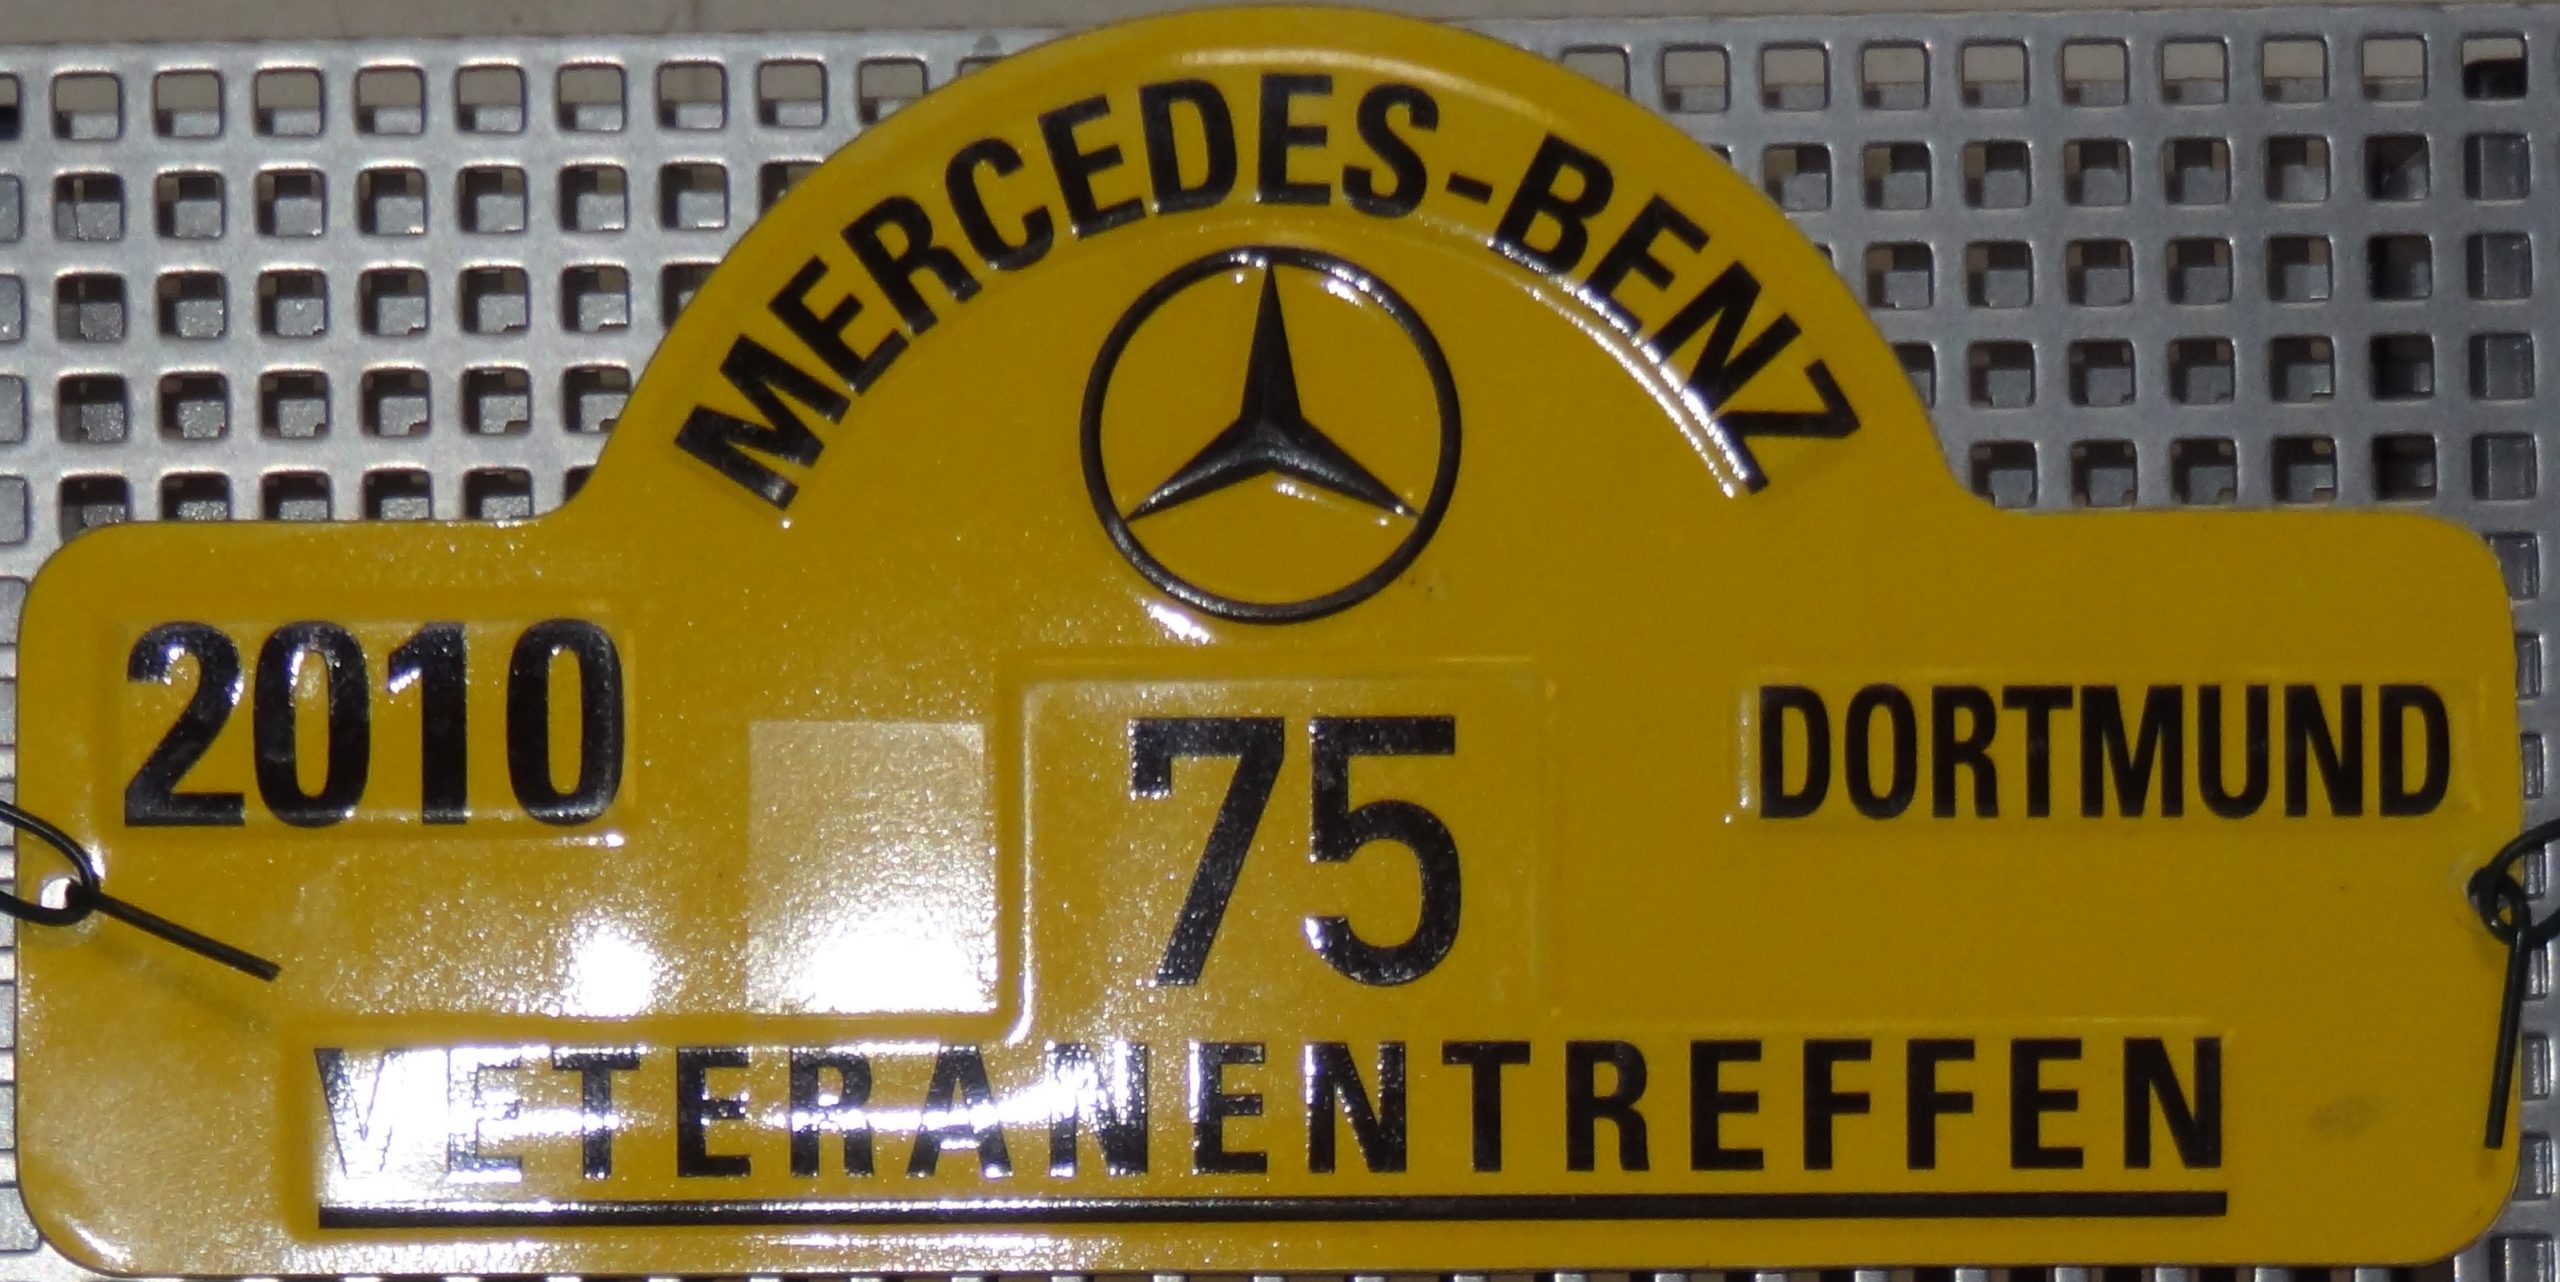 MERCEDES-BENZ
2010
75
DORTMUND
VETERANENTREFFEN